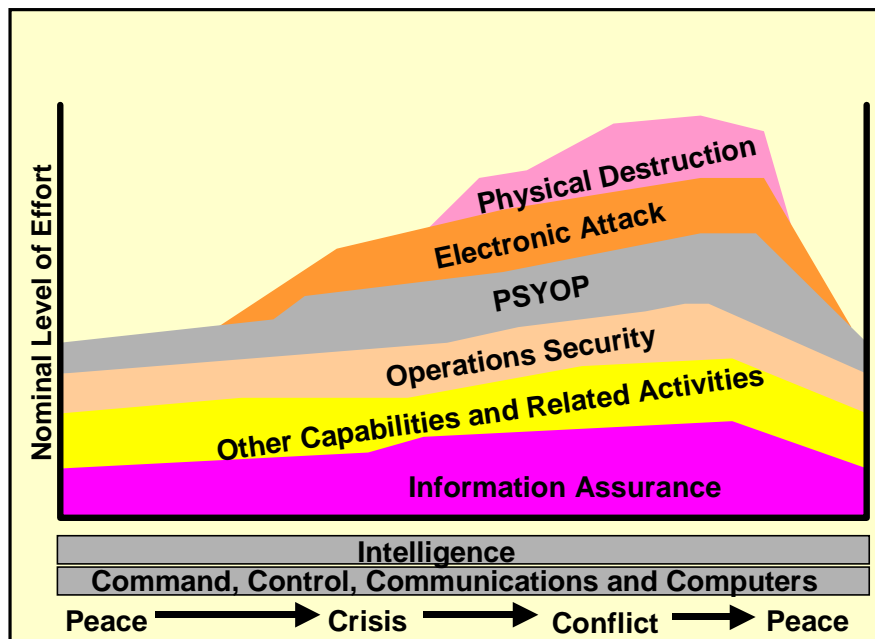 Nominal Level of Effort
Physical Destruction
Electronic Attack
PSYOP
Operations Security
Other Capabilities and Related Activities
Information Assurance
Intelligence
Command, Control, Communications and Computers
Peace Crisis Conflict Peace